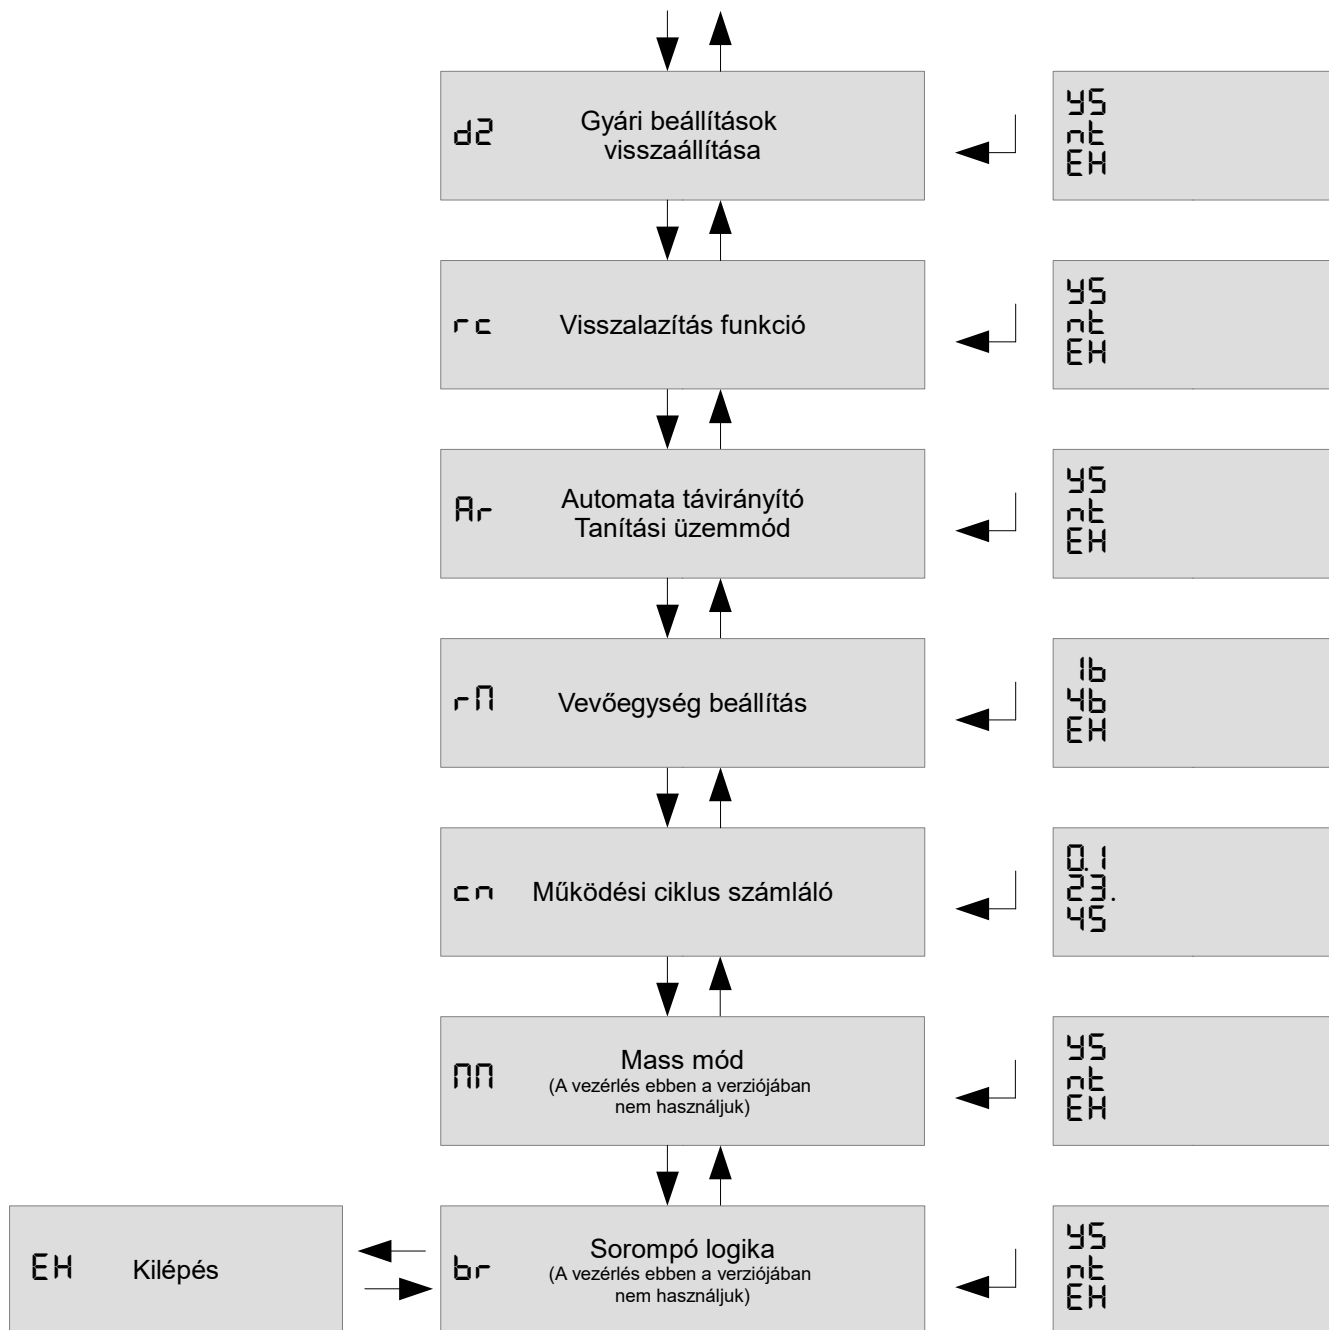 d2
Gyári beállítások
visszaállítása
YS
nt
EH
rc
Visszalazítás funkció
YS
nt
EH
Ar
Automata távirányító
Tanítási üzemmód
YS
nt
EH
rM
Vevőegység beállítás
1b
4b
EH
cn
Működési ciklus számláló
0.1
23.
45
MM
Mass mód
(A vezérlés ebben a verziójában
nem használjuk)
YS
nt
EH
EH
Kilépés
br
Sorompó logika
(A vezérlés ebben a verziójában
nem használjuk)
YS
nt
EH